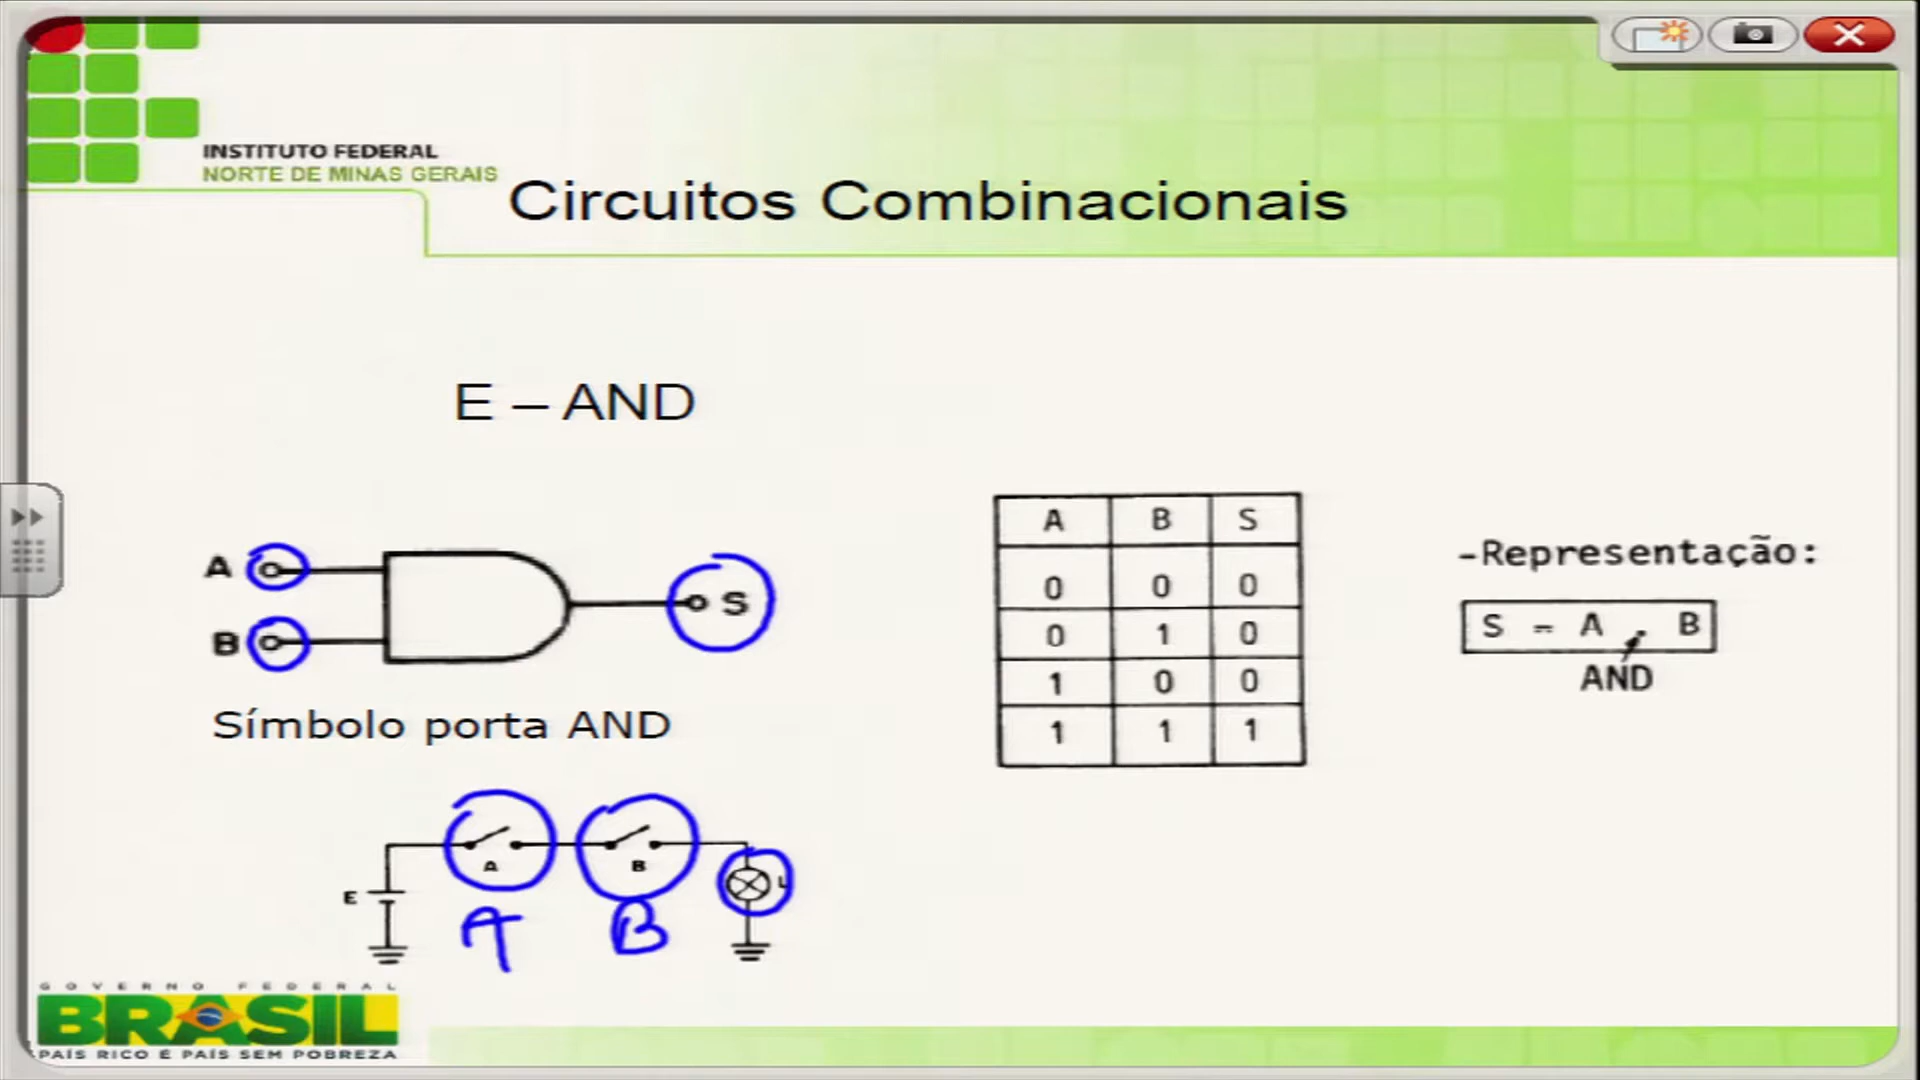 INSTITUTO FEDERAL
NORTE DE MINAS GERAIS
Circuitos Combinacionais
E – AND
A
B
S
Símbolo porta AND
A B S
0 0 0
0 1 0
1 0 0
1 1 1
-Representação:
S = A . B
AND
A B
E
L
A B
GOVERNO FEDERAL
BRASIL
PAÍS RICO É PAÍS SEM POBREZA